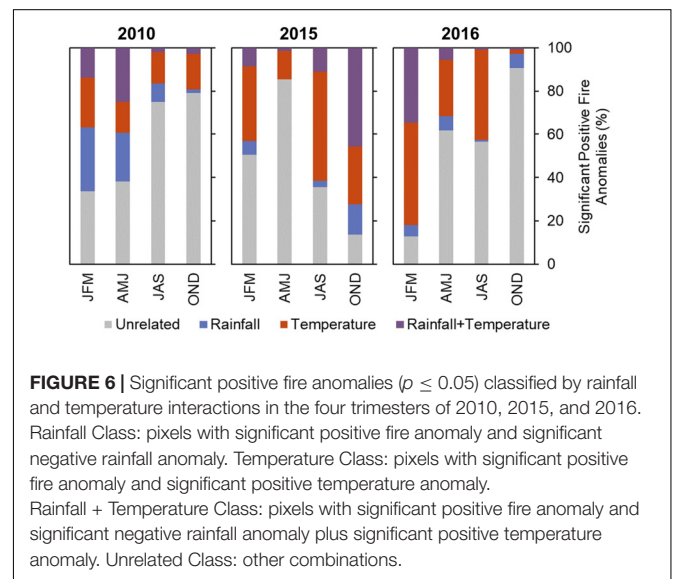 2010 2015 2016
100
80
60
40
20
0
Significant Positive Fire
Anomalies (%)
JFM AMJ JAS OND JFM AMJ JAS OND JFM AMJ JAS OND
Unrelated Rainfall Temperature Rainfall+Temperature
FIGURE 6 | Significant positive fire anomalies (p ≤ 0.05) classified by rainfall
and temperature interactions in the four trimesters of 2010, 2015, and 2016.
Rainfall Class: pixels with significant positive fire anomaly and significant
negative rainfall anomaly. Temperature Class: pixels with significant positive
fire anomaly and significant positive temperature anomaly.
Rainfall + Temperature Class: pixels with significant positive fire anomaly and
significant negative rainfall anomaly plus significant positive temperature
anomaly. Unrelated Class: other combinations.